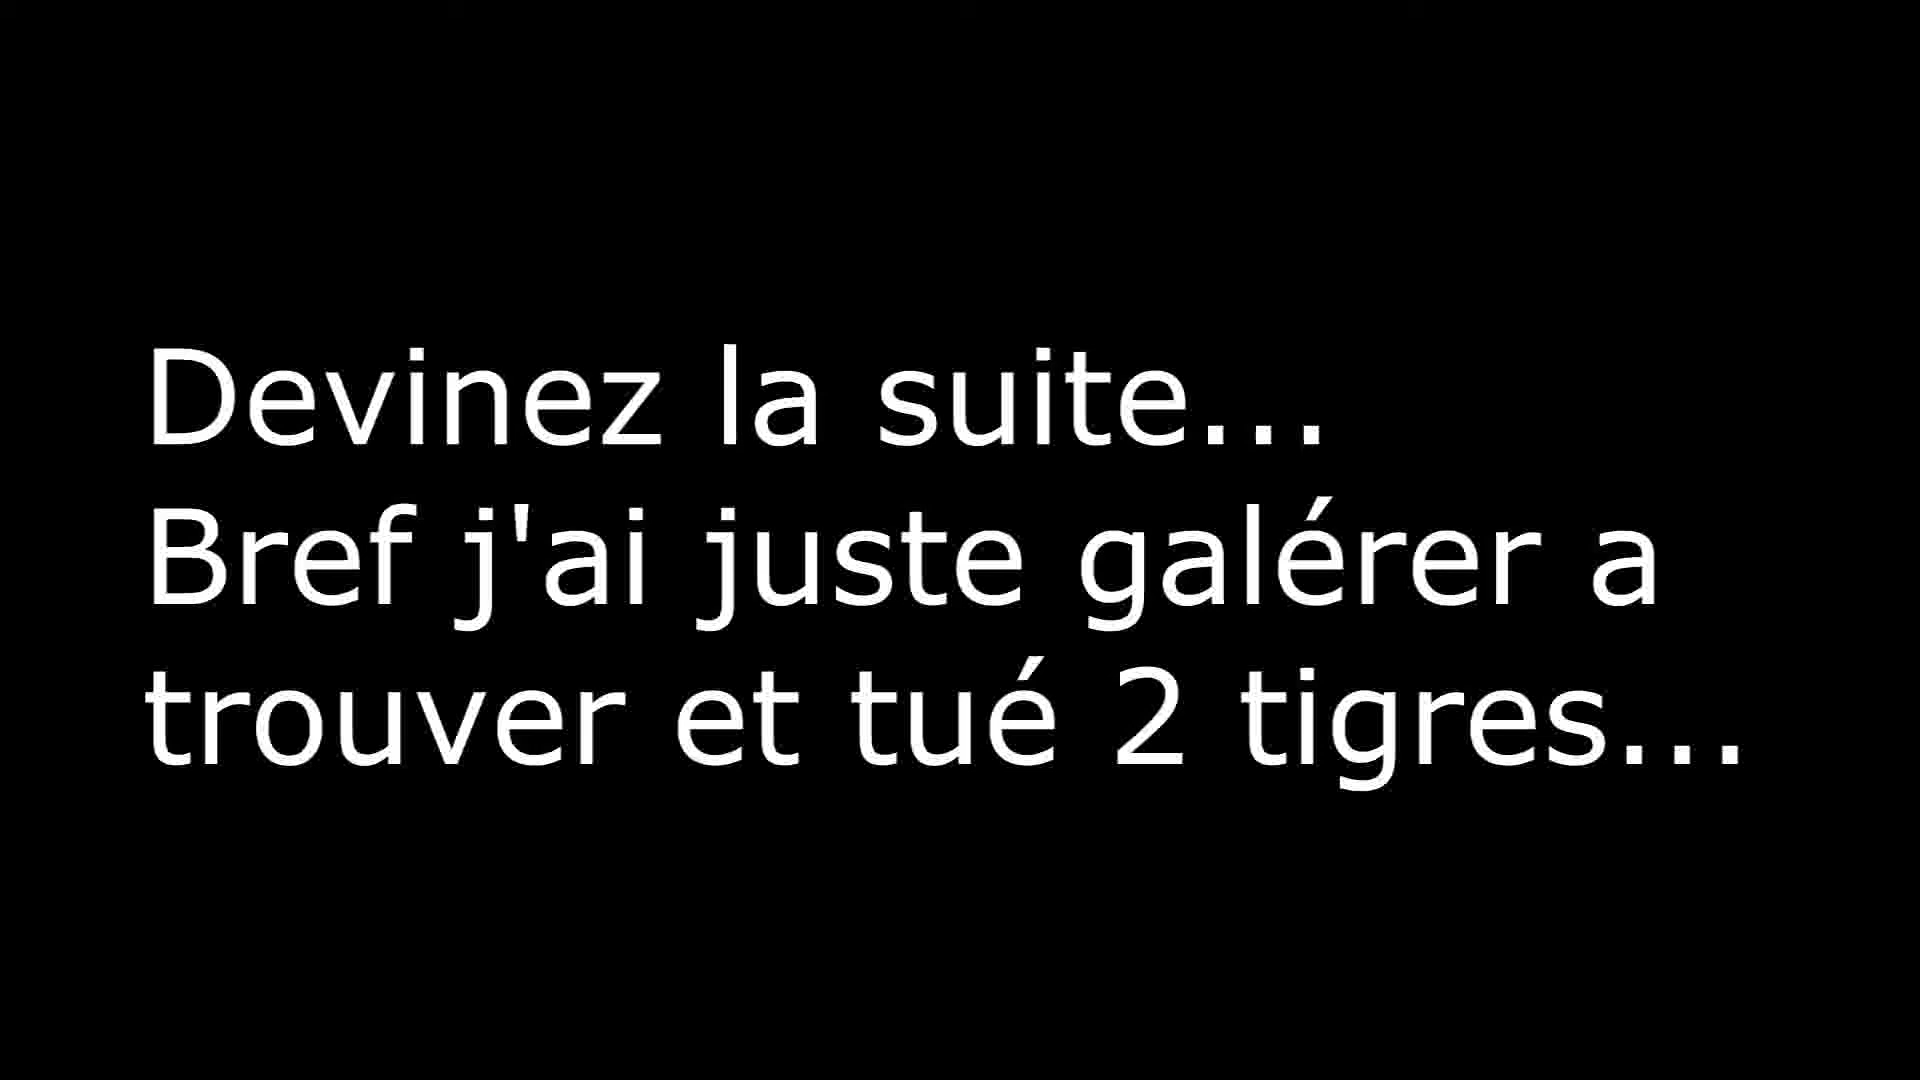 Devinez la suite...
Bref j'ai juste galérer a
trouver et tué 2 tigres...